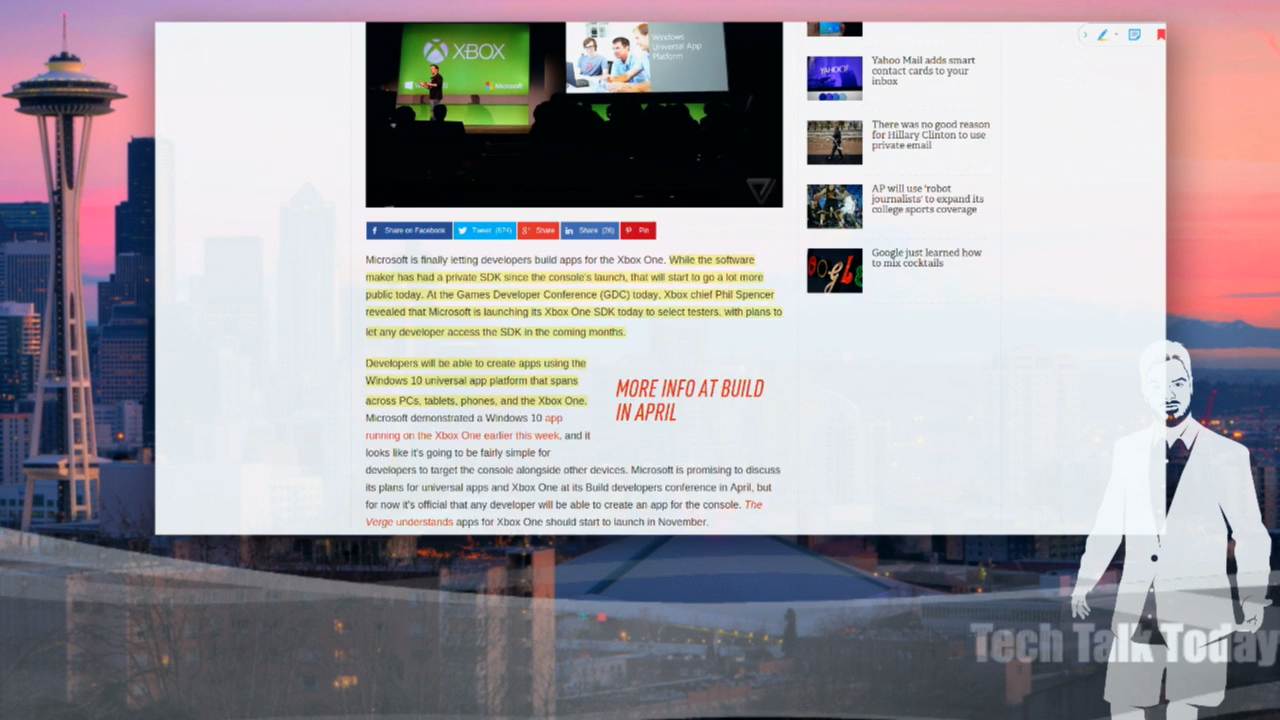 XBOX
Microsoft
Windows
Universal App
Platform
Share on Facebook
Tweet (674)
Share
Share (26)
Pin
Microsoft is finally letting developers build apps for the Xbox One. While the software
maker has had a private SDK since the console's launch, that will start to go a lot more
public today. At the Games Developer Conference (GDC) today, Xbox chief Phil Spencer
revealed that Microsoft is launching its Xbox One SDK today to select testers, with plans to
let any developer access the SDK in the coming months.
Developers will be able to create apps using the
Windows 10 universal app platform that spans
across PCs, tablets, phones, and the Xbox One.
Microsoft demonstrated a Windows 10 app
running on the Xbox One earlier this week, and it
looks like it's going to be fairly simple for
developers to target the console alongside other devices. Microsoft is promising to discuss
its plans for universal apps and Xbox One at its Build developers conference in April, but
for now it's official that any developer will be able to create an app for the console. The
Verge understands apps for Xbox One should start to launch in November.
MORE INFO AT BUILD
IN APRIL
YAHOO!
Yahoo Mail adds smart
contact cards to your
inbox
There was no good reason
for Hillary Clinton to use
private email
AP will use 'robot
journalists' to expand its
college sports coverage
Google just learned how
to mix cocktails
Tech Talk Today